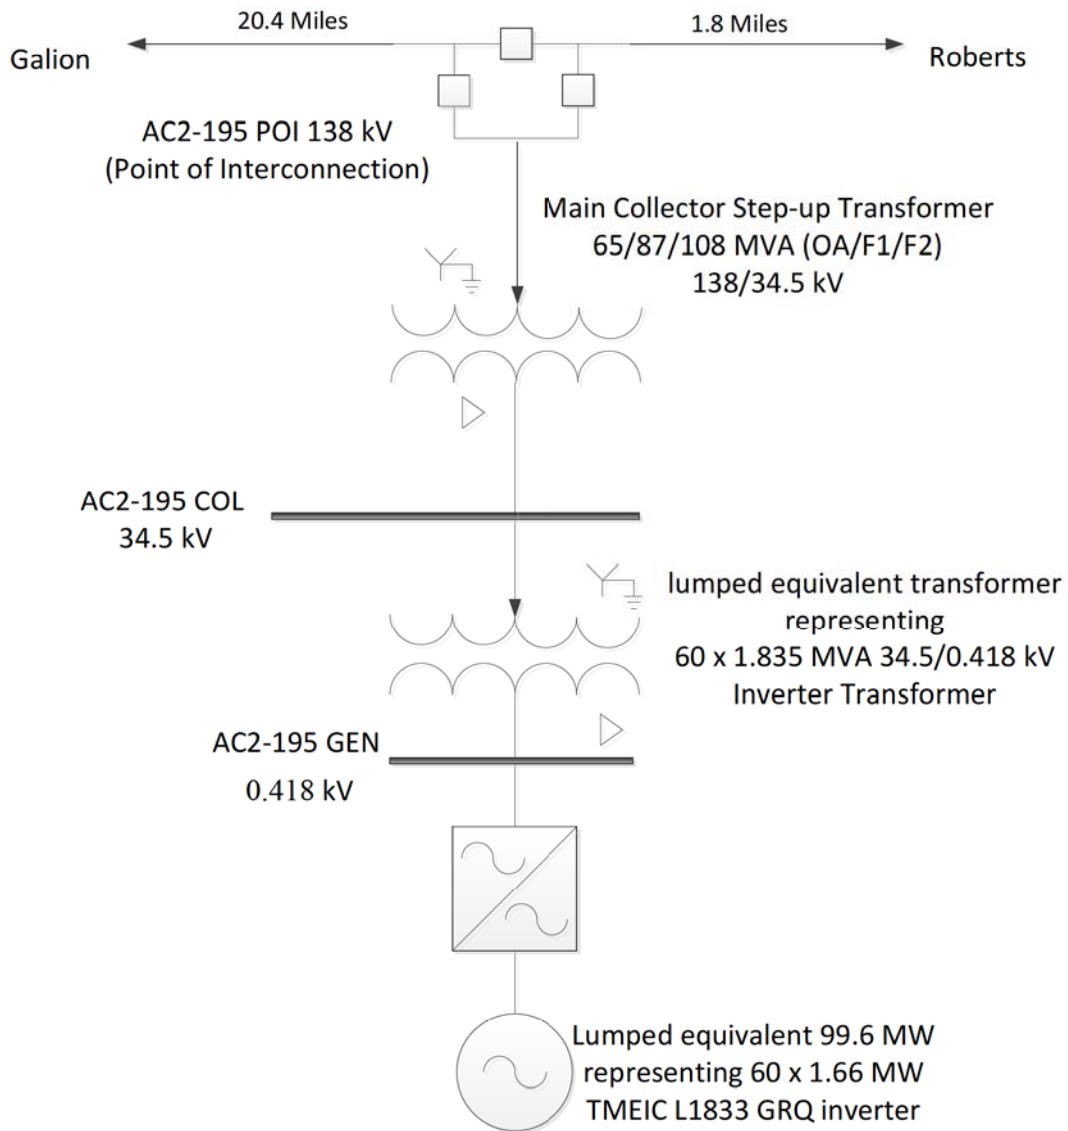 20.4 Miles
1.8 Miles
Galion
Roberts
AC2-195 POI 138 kV
(Point of Interconnection)
Main Collector Step-up Transformer
65/87/108 MVA (OA/F1/F2)
138/34.5 kV
AC2-195 COL
34.5 kV
lumped equivalent transformer
representing
60 x 1.835 MVA 34.5/0.418 kV
Inverter Transformer
AC2-195 GEN
0.418 kV
Lumped equivalent 99.6 MW
representing 60 x 1.66 MW
TMEIC L1833 GRQ inverter